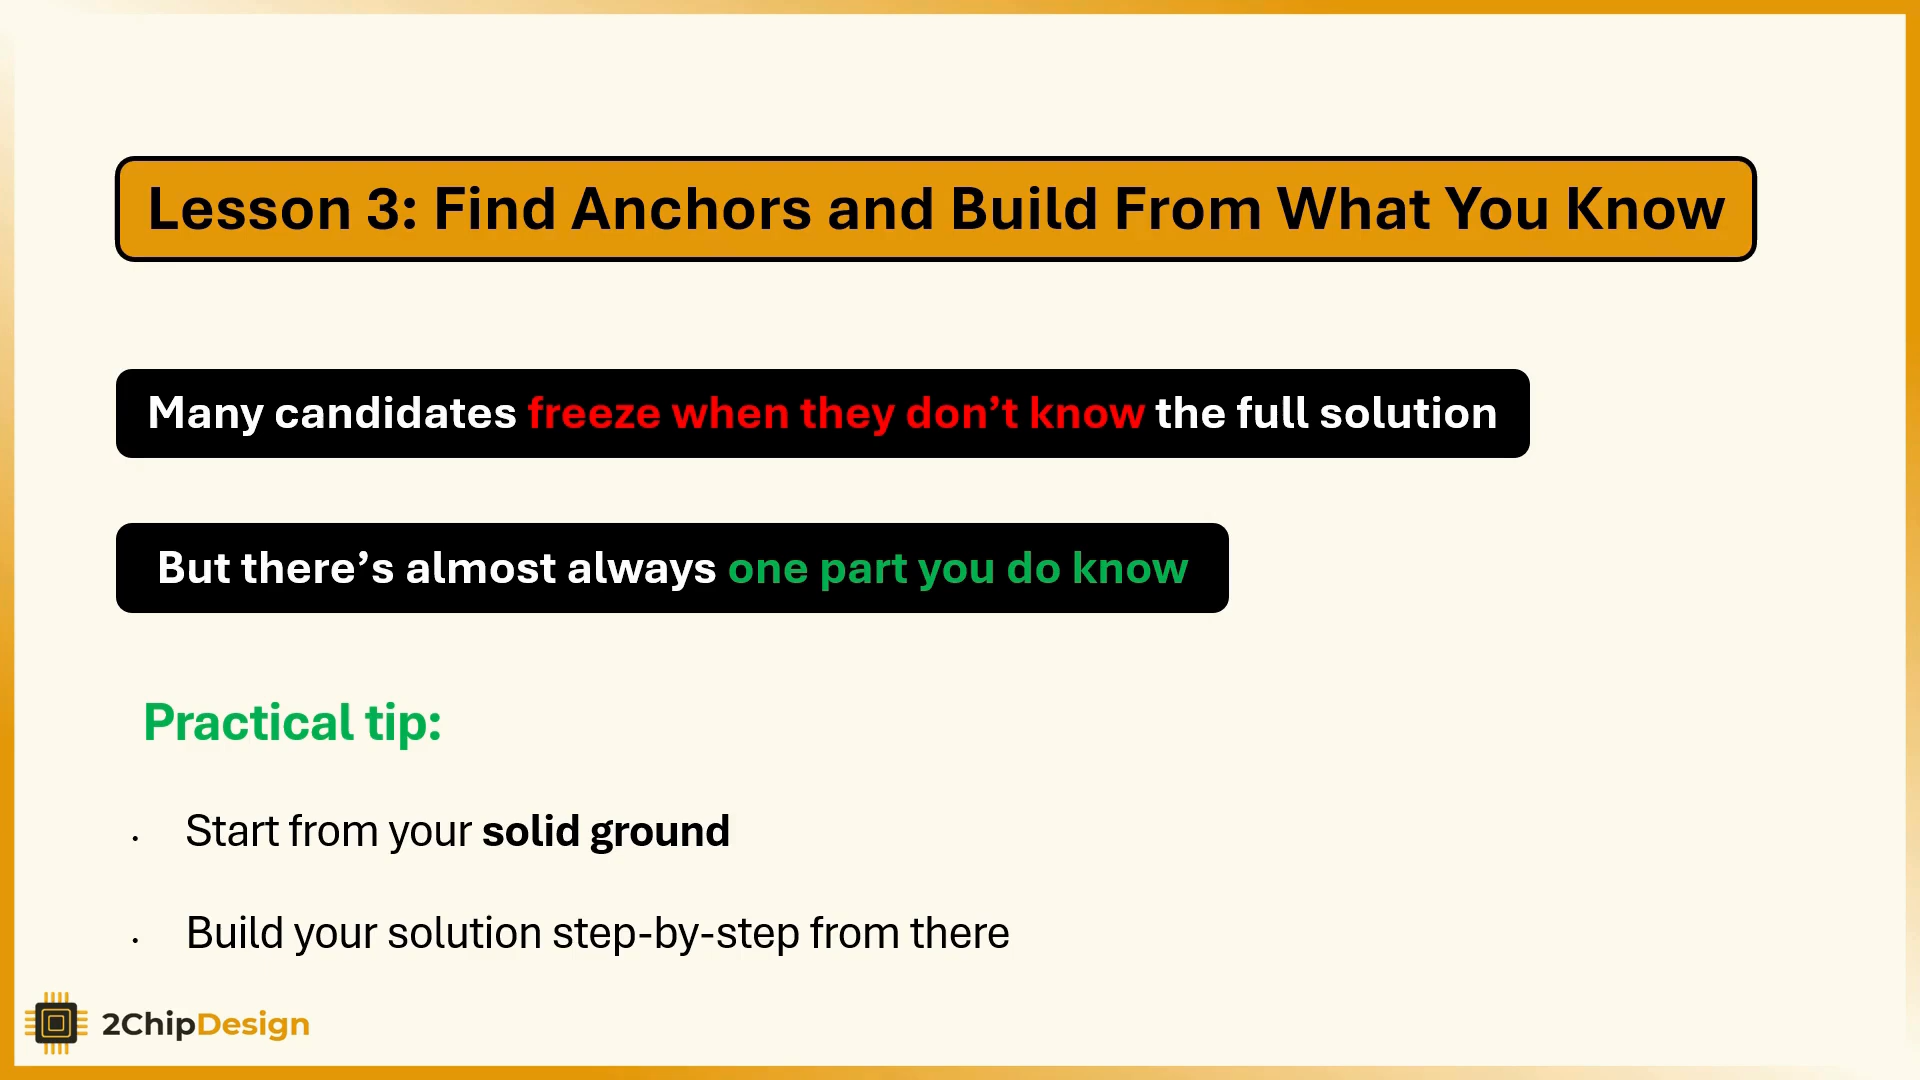 Lesson 3: Find Anchors and Build From What You Know
Many candidates freeze when they don’t know the full solution
But there’s almost always one part you do know
Practical tip:
• Start from your solid ground
• Build your solution step-by-step from there
2ChipDesign